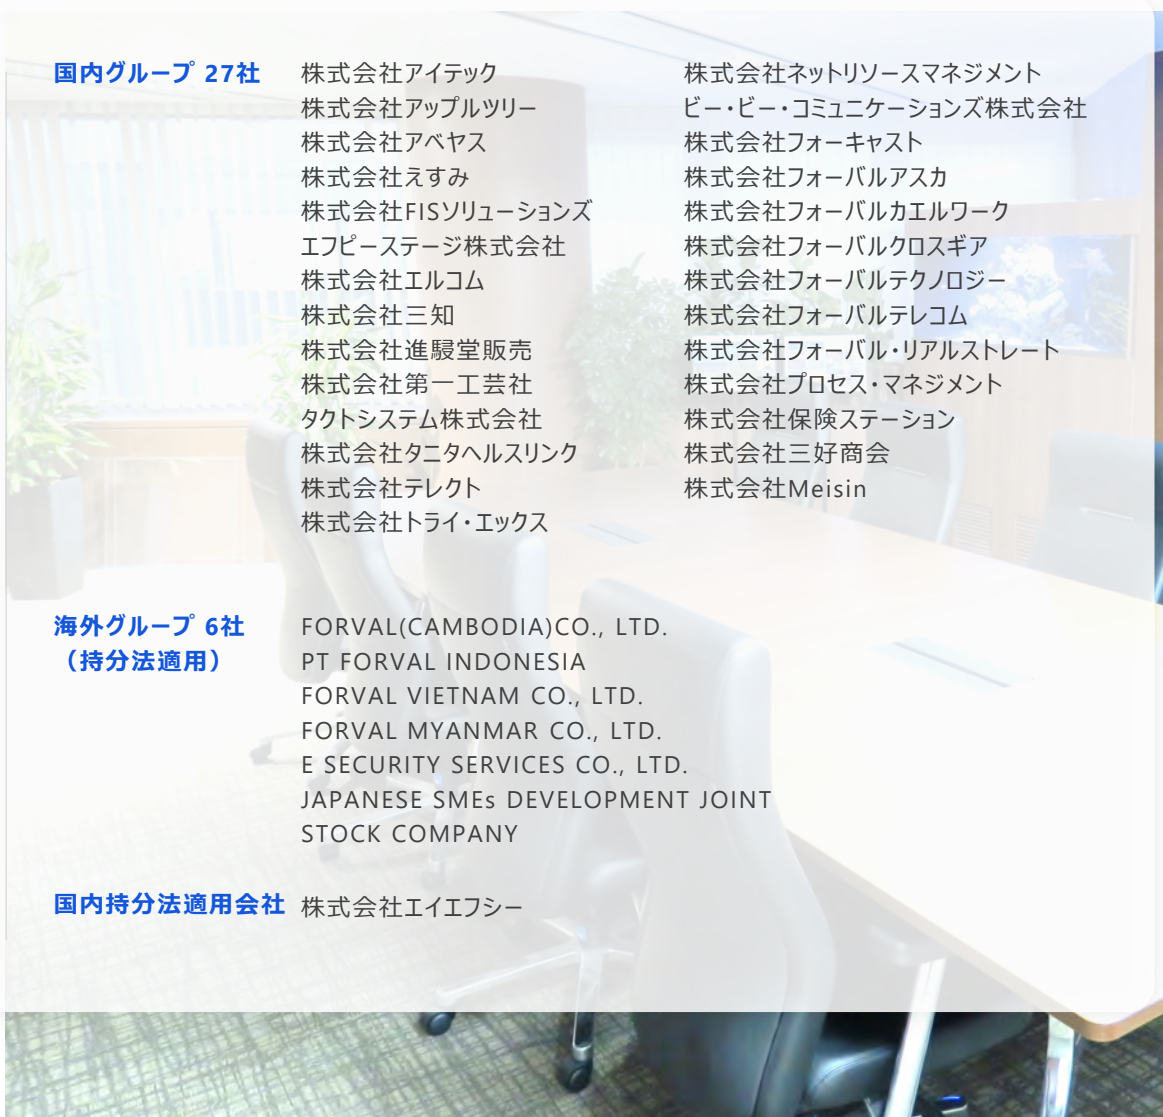 国内グループ 27社
株式会社アイテック
株式会社アップルツリー
株式会社アベヤス
株式会社えすみ
株式会社FISソリューションズ
エフピーステージ株式会社
株式会社エルコム
株式会社三知
株式会社進駸堂販売
株式会社第一工芸社
タクトシステム株式会社
株式会社タニタヘルスリンク
株式会社テレクト
株式会社トライ・エックス
株式会社ネットリソースマネジメント
ビー・ビー・コミュニケーションズ株式会社
株式会社フォーキャスト
株式会社フォーバルアスカ
株式会社フォーバルカエルワーク
株式会社フォーバルクロスギア
株式会社フォーバルテクノロジー
株式会社フォーバルテレコム
株式会社フォーバル・リアルストレート
株式会社プロセス・マネジメント
株式会社保険ステーション
株式会社三好商会
株式会社Meisin
海外グループ 6社
（持分法適用）
FORVAL(CAMBODIA)CO., LTD.
PT FORVAL INDONESIA
FORVAL VIETNAM CO., LTD.
FORVAL MYANMAR CO., LTD.
E SECURITY SERVICES CO., LTD.
JAPANESE SMEs DEVELOPMENT JOINT
STOCK COMPANY
国内持分法適用会社
株式会社エイエフシー